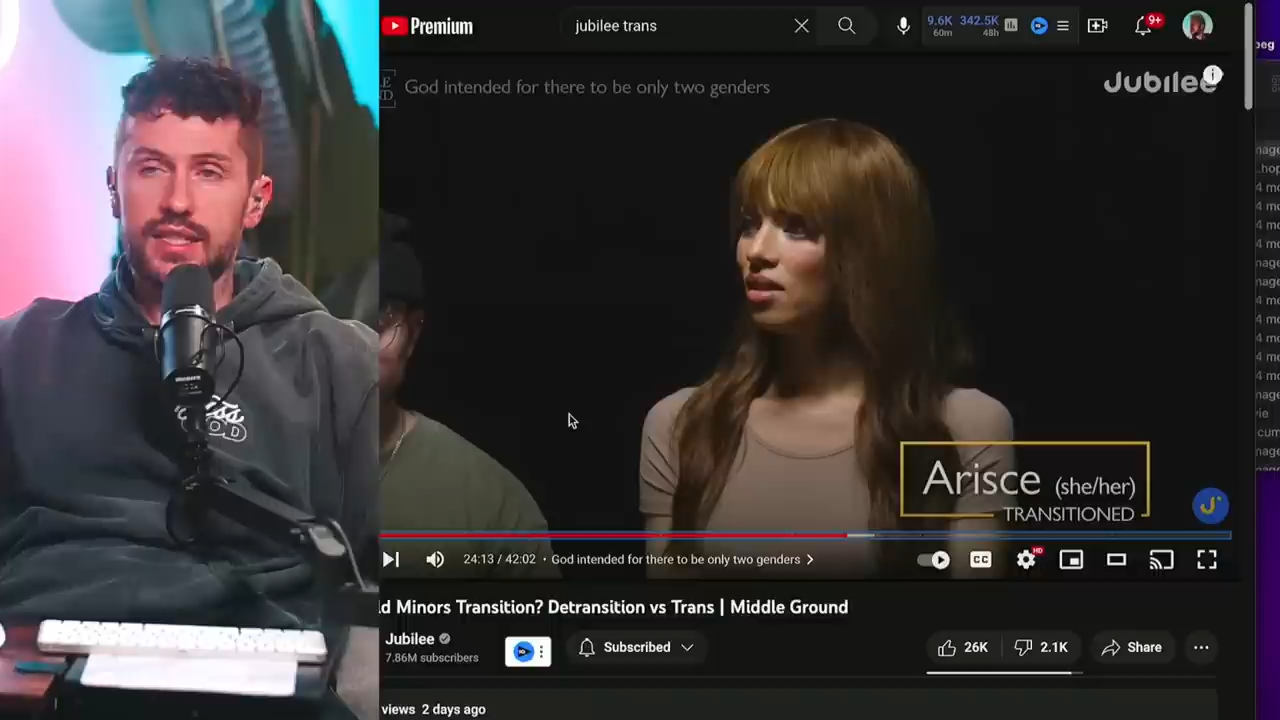 Premium
jubilee trans
9.6K 342.5K
60m 48h
9+
God intended for there to be only two genders
Jubilee
Arisce (she/her)
TRANSITIONED
24:13 / 42:02 • God intended for there to be only two genders
CC
HD
ld Minors Transition? Detransition vs Trans | Middle Ground
Jubilee
7.86M subscribers
Subscribed
26K
2.1K
Share
views 2 days ago